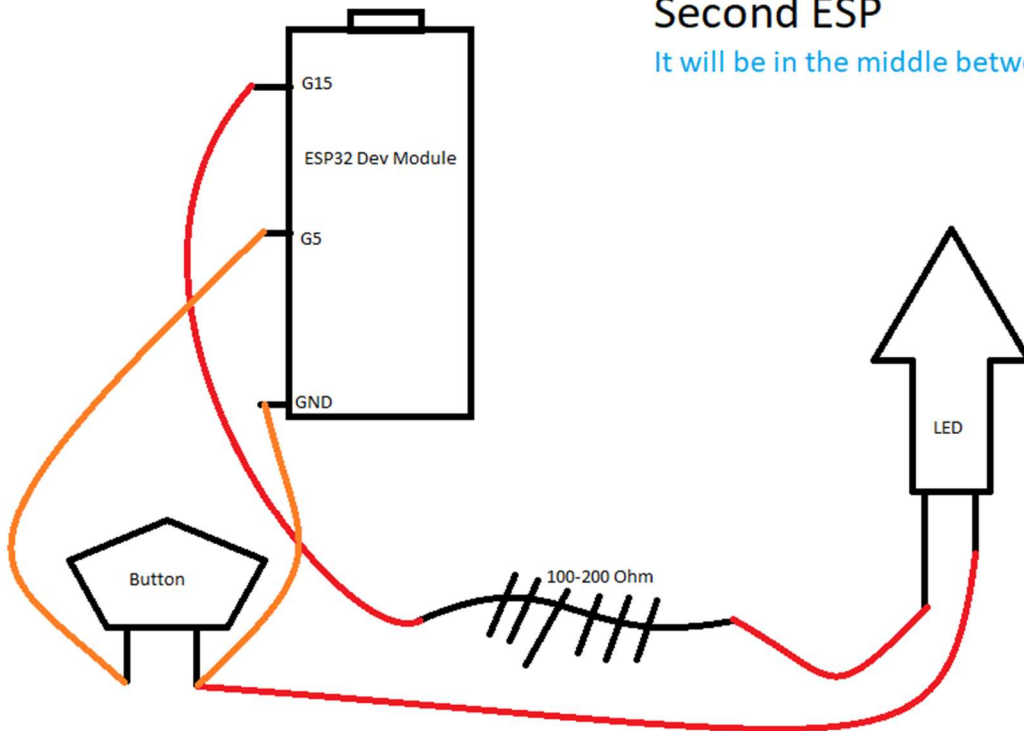 Second ESP
It will be in the middle betw
G15
ESP32 Dev Module
G5
GND
LED
100-200 Ohm
Button